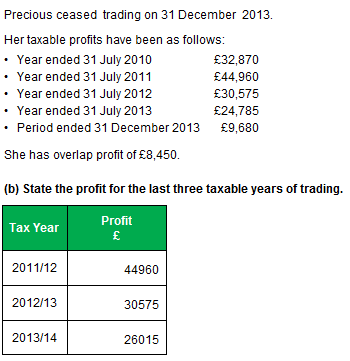 Precious ceased trading on 31 December 2013.
Her taxable profits have been as follows:
• Year ended 31 July 2010 £32,870
• Year ended 31 July 2011 £44,960
• Year ended 31 July 2012 £30,575
• Year ended 31 July 2013 £24,785
• Period ended 31 December 2013 £9,680
She has overlap profit of £8,450.
(b) State the profit for the last three taxable years of trading.
Tax Year Profit
£
2011/12 44960
2012/13 30575
2013/14 26015